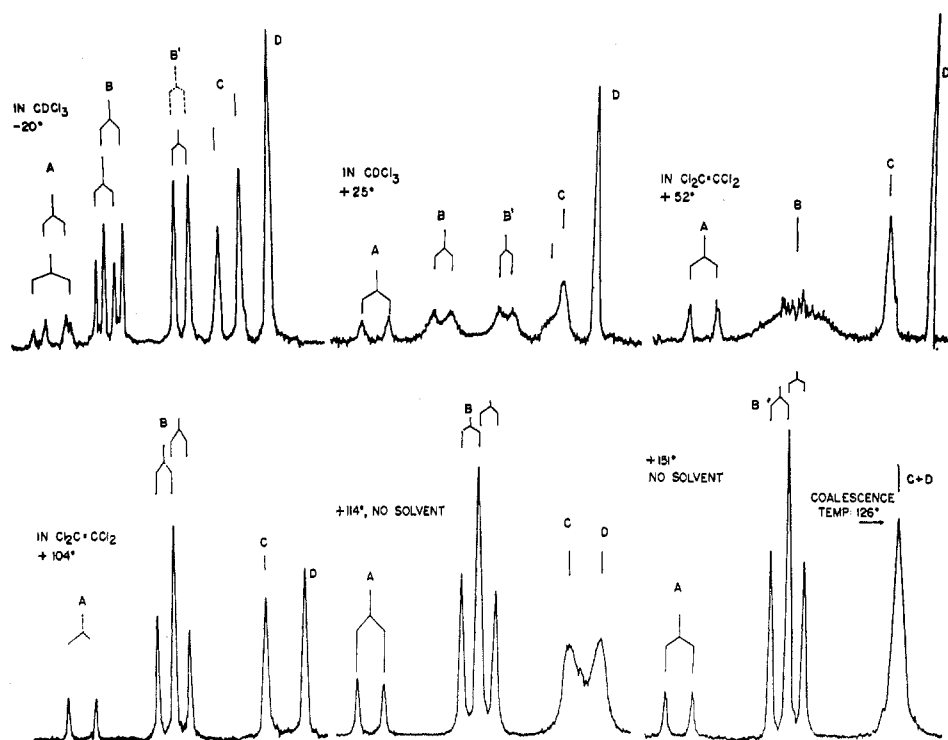 IN CDCl3
-20°
A
B
B'
C
D
IN CDCl3
+25°
A
B
B'
C
D
IN Cl2C=CCl2
+52°
A
B
C
D
IN Cl2C=CCl2
+104°
A
B
C
D
+114°, NO SOLVENT
A
B
C
D
+151°
NO SOLVENT
A
B
COALESCENCE
TEMP: 126°
C+D